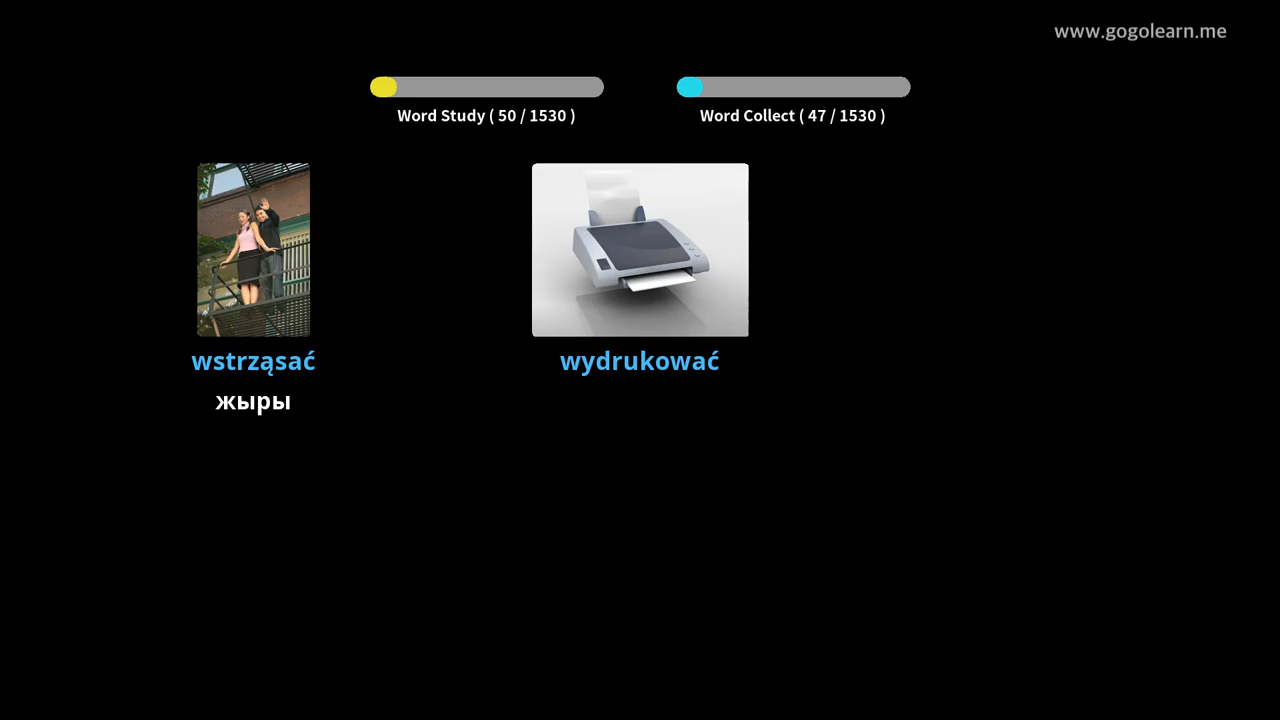 www.gogolearn.me
Word Study ( 50 / 1530 )
Word Collect ( 47 / 1530 )
wstrząsać
жыры
wydrukować